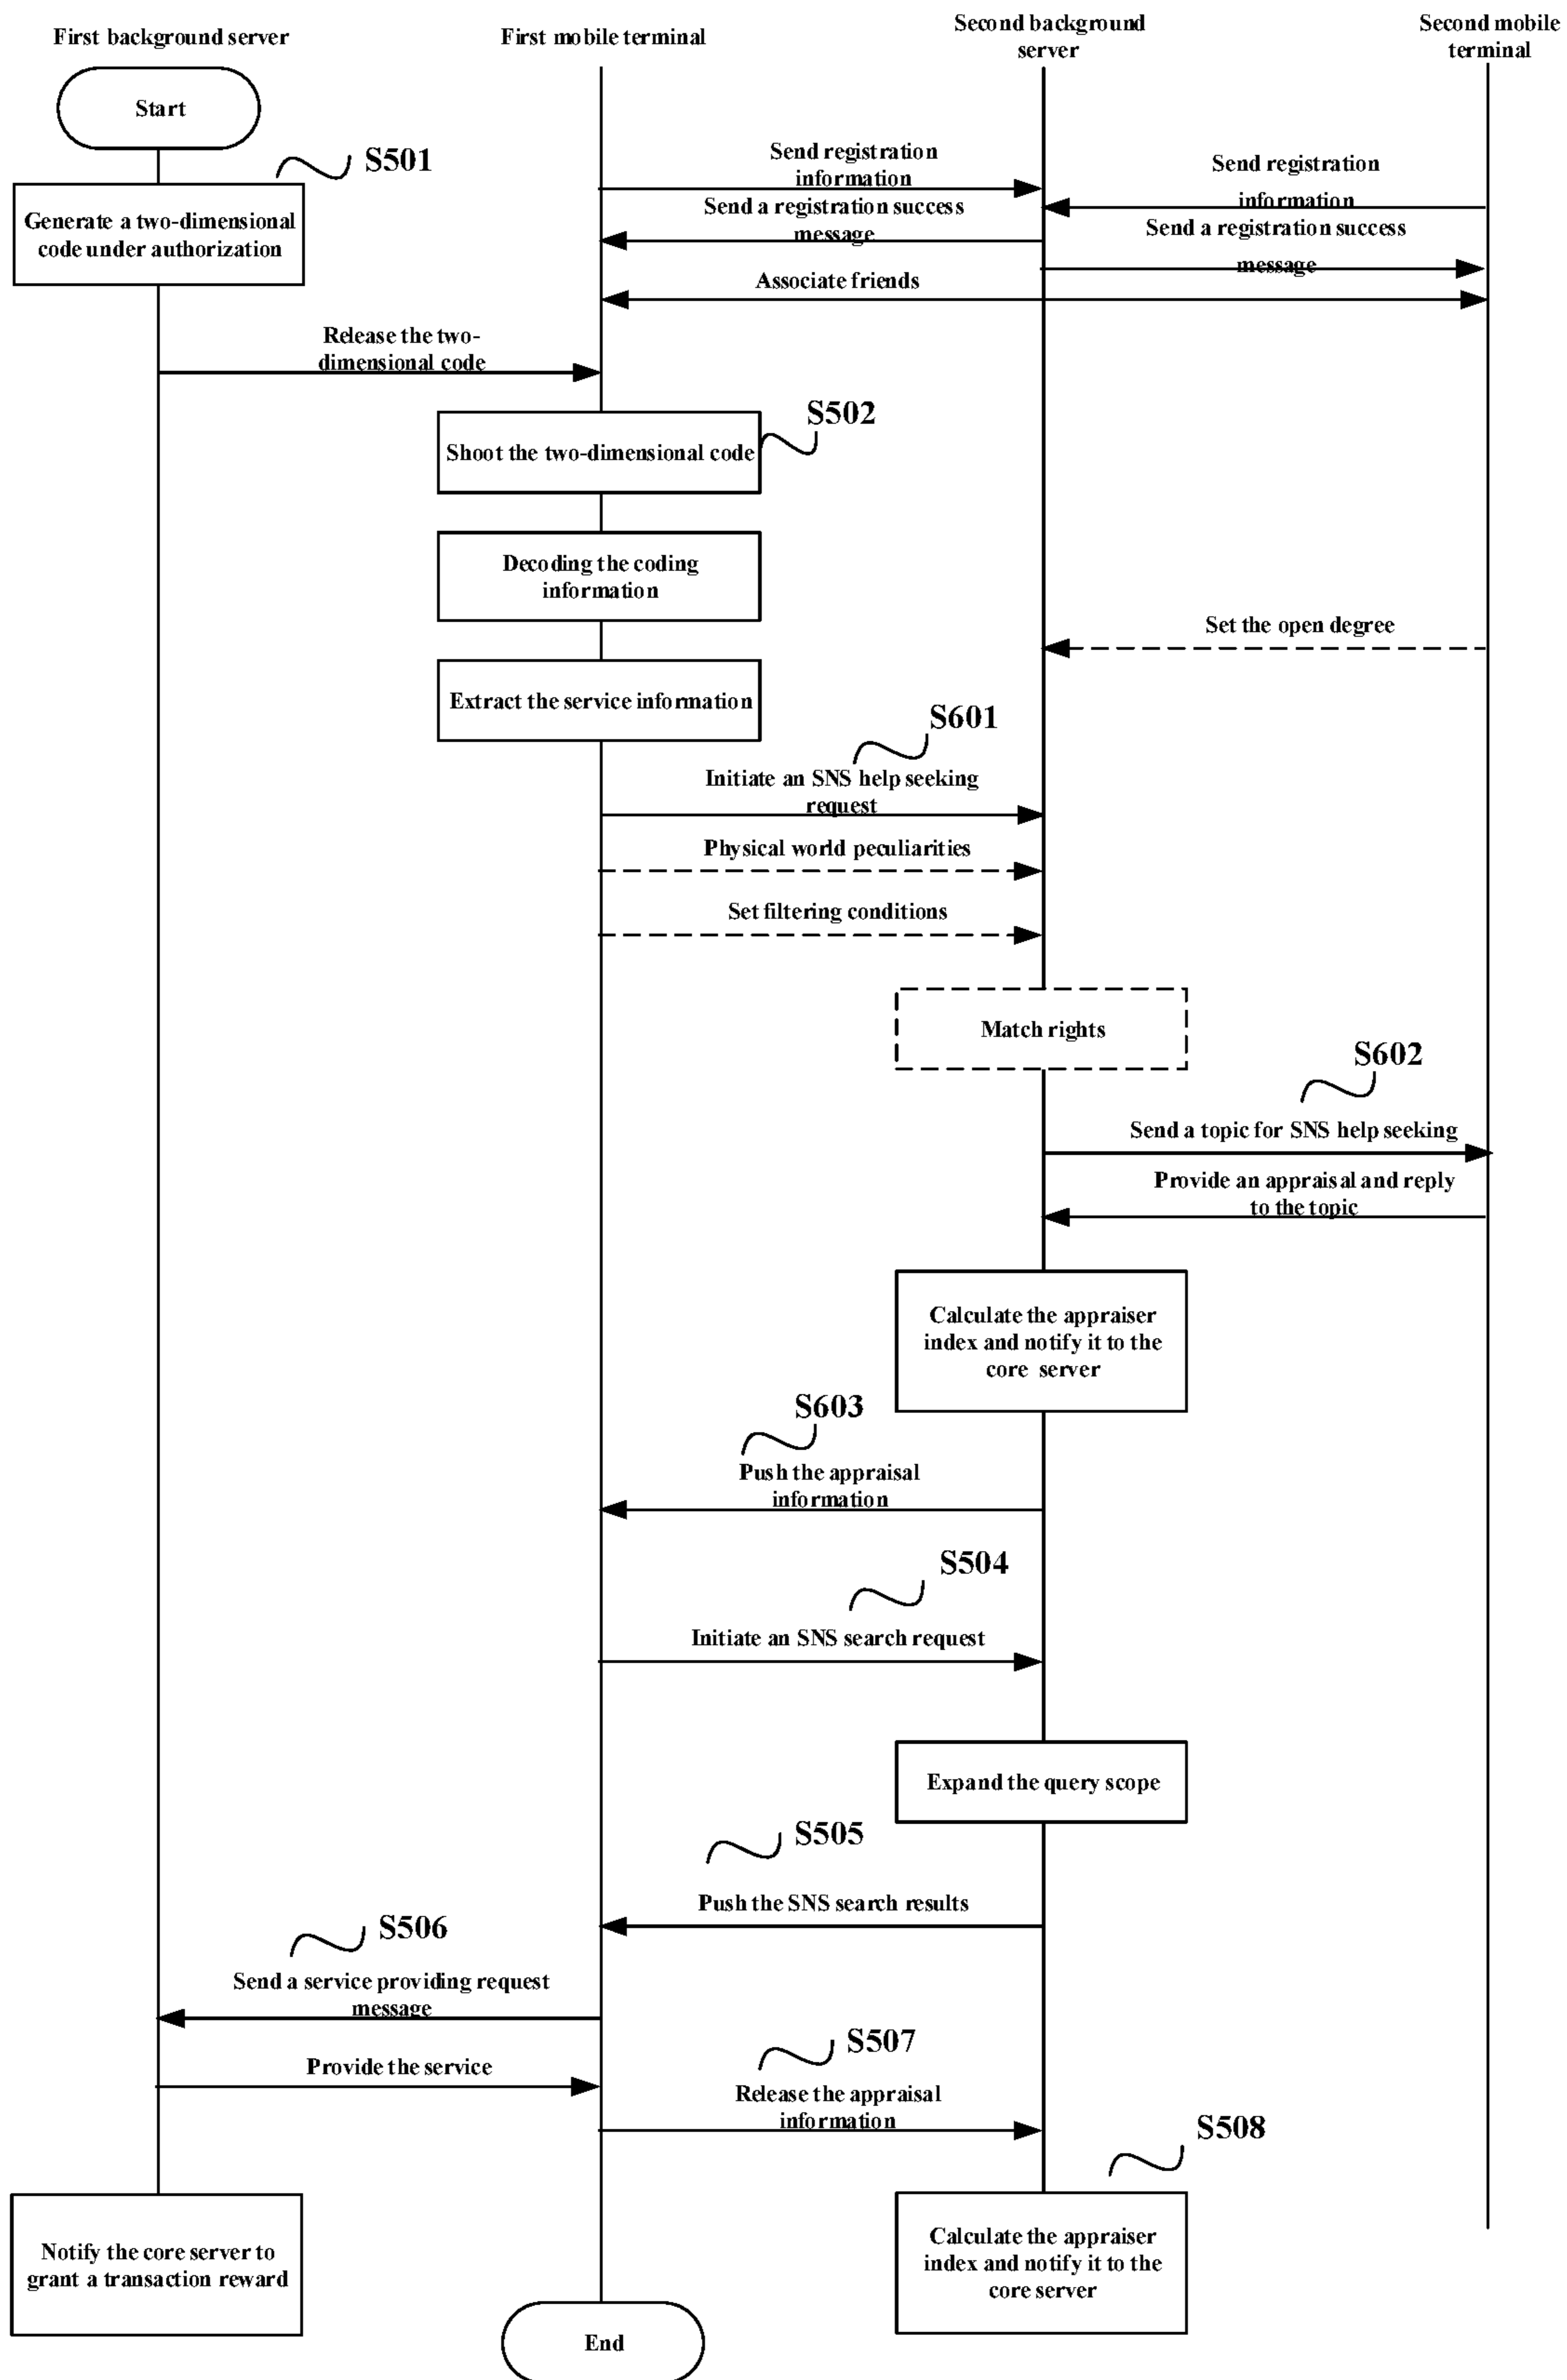 First background server
First mobile terminal
Second background
server
Second mobile
terminal
Start
S501
Generate a two-dimensional
code under authorization
Send registration
information
Send registration
information
Send a registration success
message
Send a registration success
message
Associate friends
Release the two-
dimensional code
S502
Shoot the two-dimensional code
Decoding the coding
information
Set the open degree
Extract the service information
S601
Initiate an SNS help seeking
request
Physical world peculiarities
Set filtering conditions
Match rights
S602
Send a topic for SNS help seeking
Provide an appraisal and reply
to the topic
Calculate the appraiser
index and notify it to the
core server
S603
Push the appraisal
information
S504
Initiate an SNS search request
Expand the query scope
S505
Push the SNS search results
S506
Send a service providing request
message
S507
Provide the service
Release the appraisal
information
S508
Notify the core server to
grant a transaction reward
Calculate the appraiser
index and notify it to the
core server
End